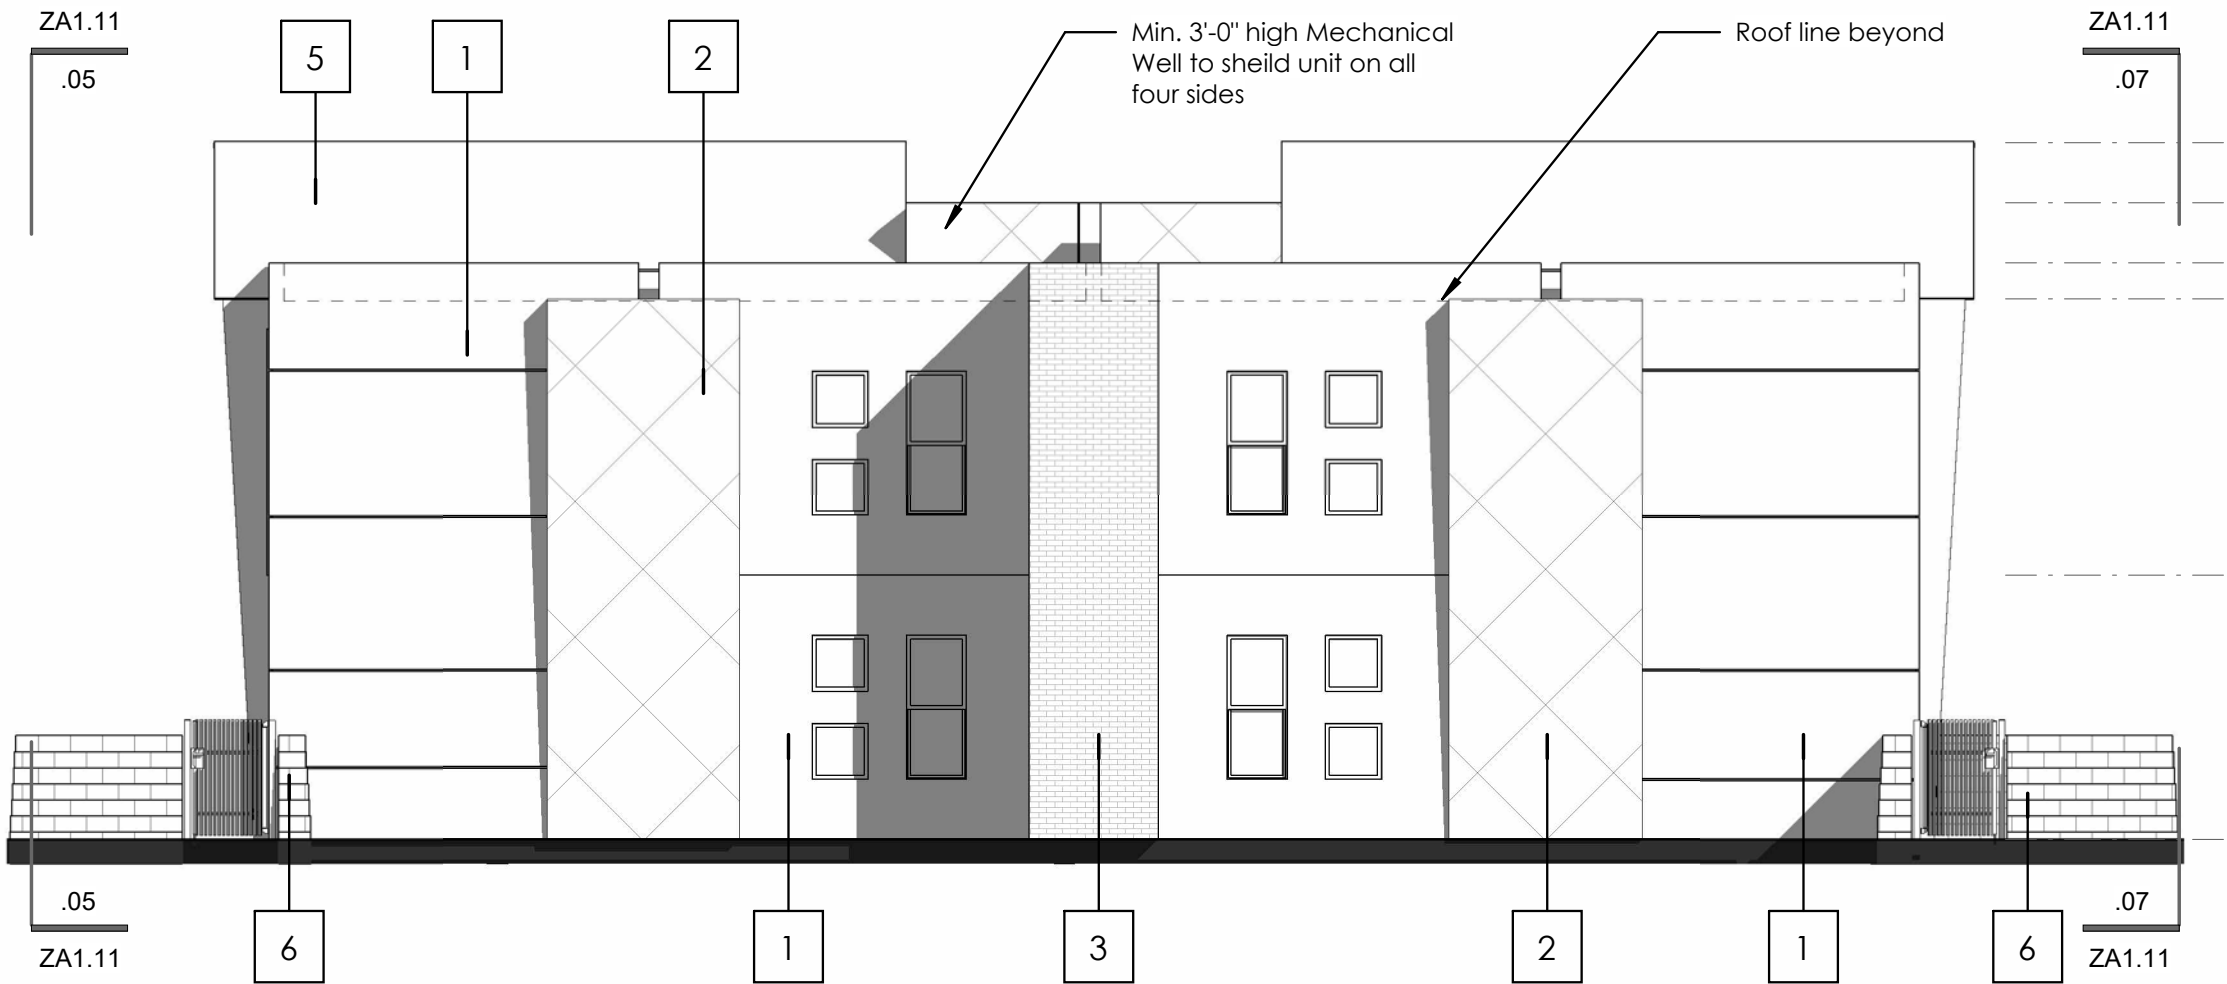 ZA1.11
.05
5
1
2
Min. 3'-0" high Mechanical
Well to sheild unit on all
four sides
Roof line beyond
ZA1.11
.07
.05
ZA1.11
6
1
3
2
1
6
.07
ZA1.11